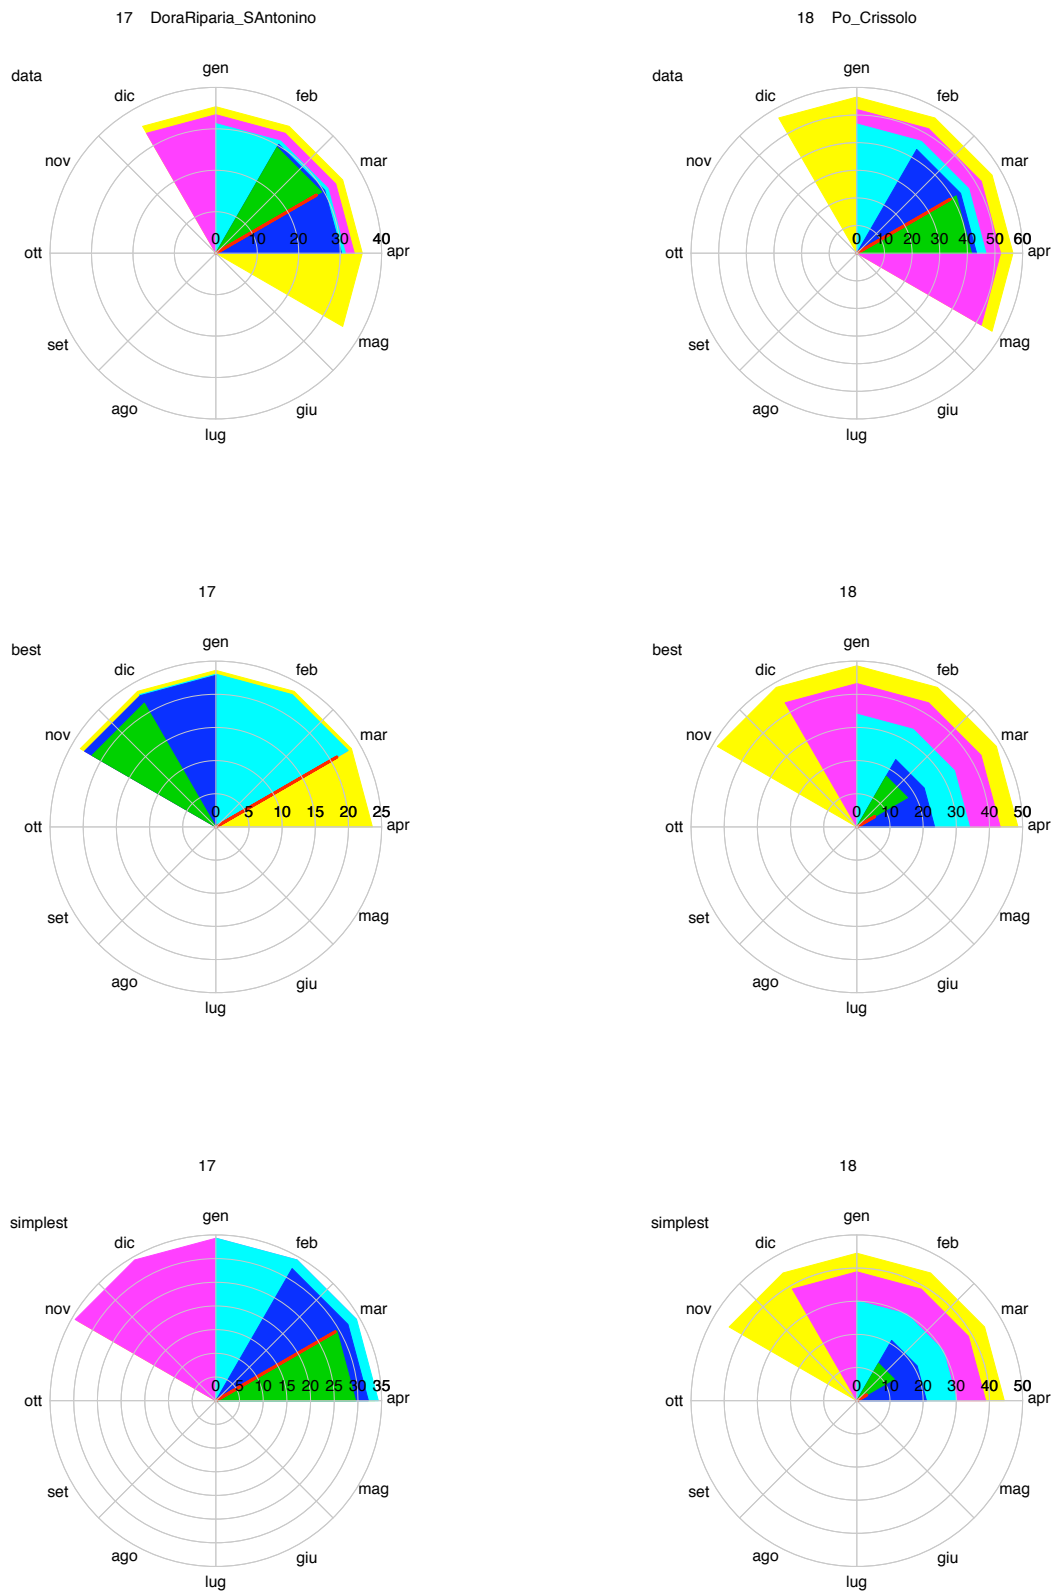 17 DoraRiparia_SAntonino
18 Po_Crissolo
data
gen
dic
feb
nov
mar
0 10 20 30 40
ott
apr
set
mag
ago
giu
lug
data
gen
dic
feb
nov
mar
0 10 20 30 40 50 60
ott
apr
set
mag
ago
giu
lug
17
18
best
gen
dic
feb
nov
mar
0 5 10 15 20 25
ott
apr
set
mag
ago
giu
lug
best
gen
dic
feb
nov
mar
0 10 20 30 40 50
ott
apr
set
mag
ago
giu
lug
17
18
simplest
gen
dic
feb
nov
mar
0 5 10 15 20 25 30 35
ott
apr
set
mag
ago
giu
lug
simplest
gen
dic
feb
nov
mar
0 10 20 30 40 50
ott
apr
set
mag
ago
giu
lug